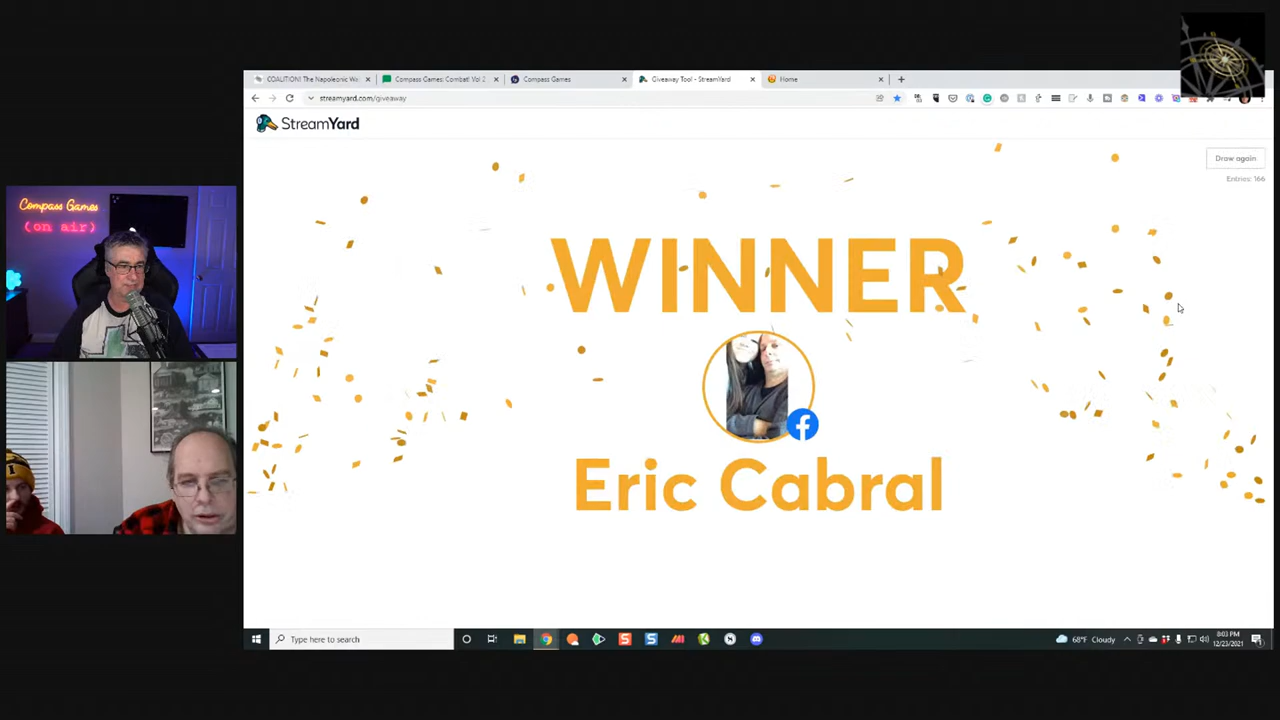 COALITION! The Napoleonic We
Compass Games: Combat! Vol 2
Compass Games
Giveaway Tool - StreamYard
Home
streamyard.com/giveaway
StreamYard
Draw again
Entries: 166
Compass Games
(on air)
WINNER
Eric Cabral
Type here to search
68°F Cloudy
8:03 PM
12/23/2021